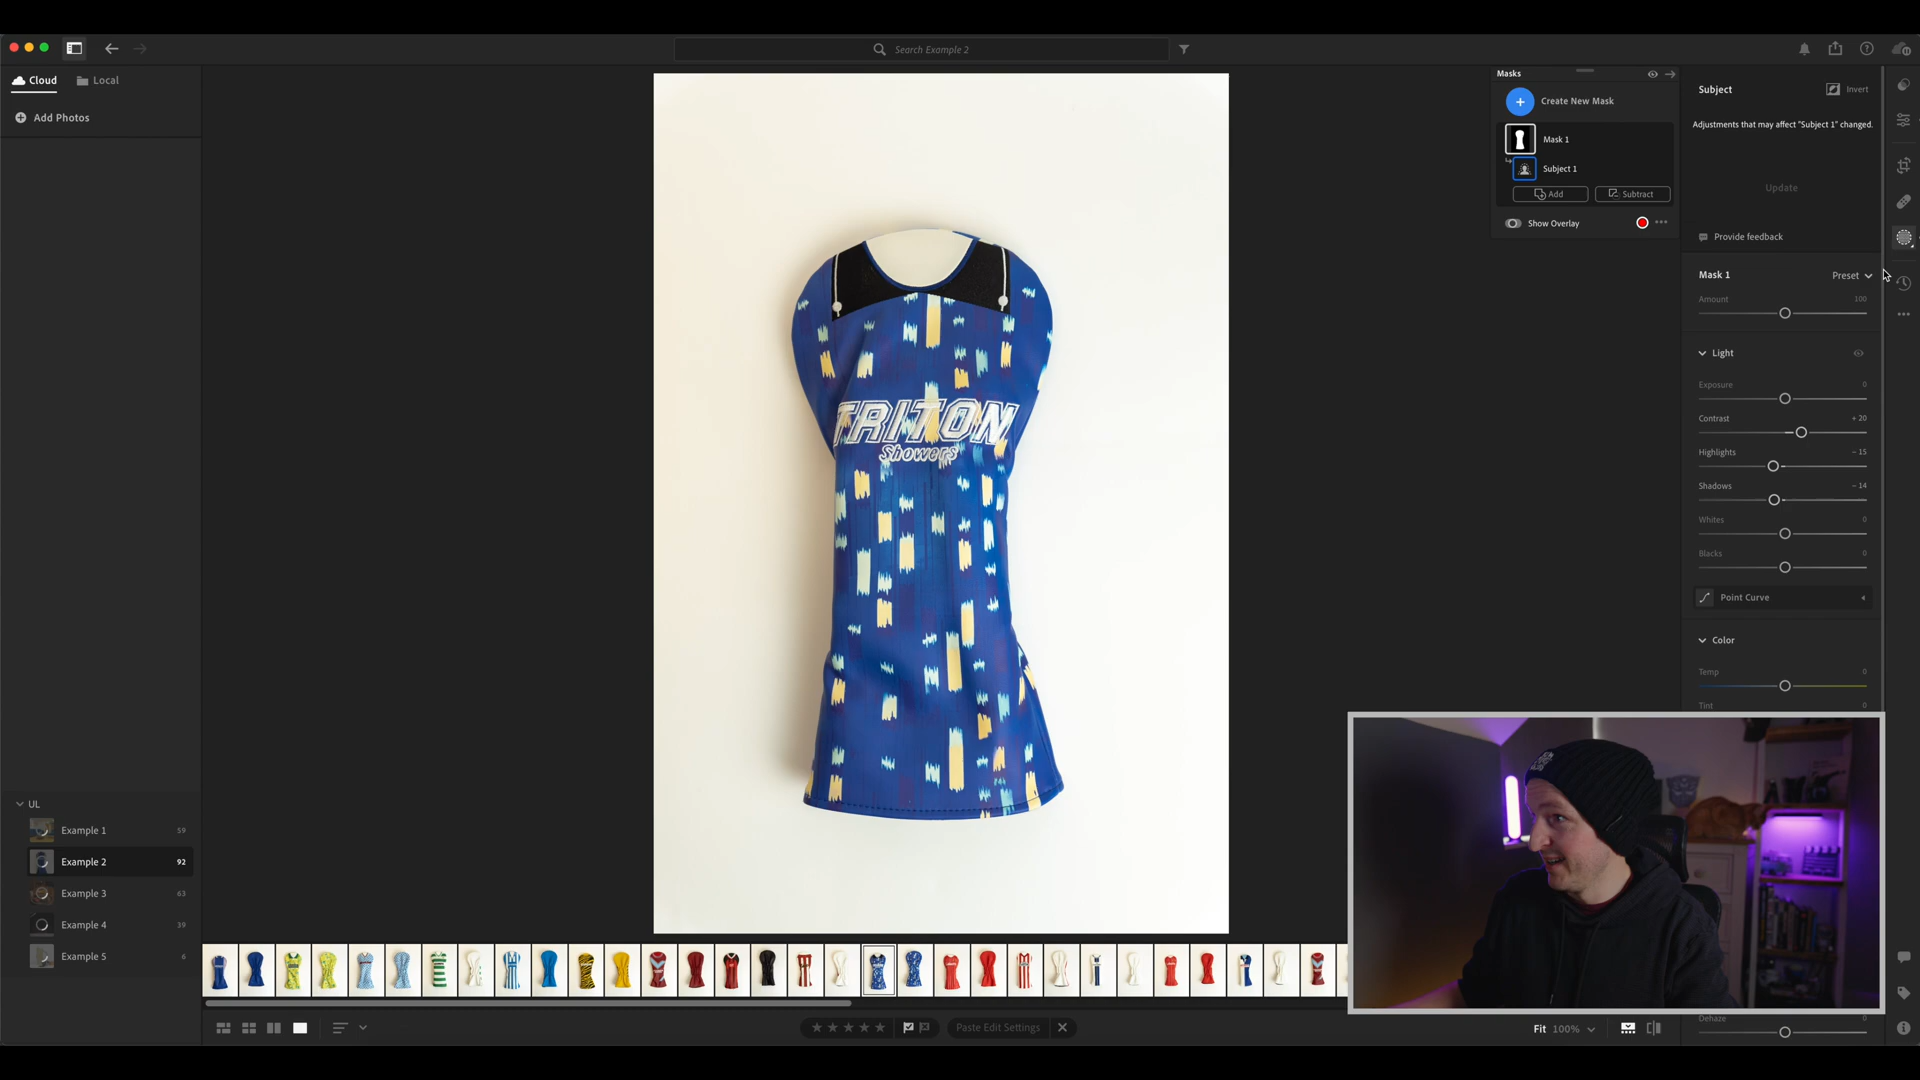 Search Example 2
Cloud
Local
Add Photos
UL
Example 1
59
Example 2
92
Example 3
63
Example 4
39
Example 5
6
TRITON
Showers
Masks
Create New Mask
Mask 1
Subject 1
Add
Subtract
Show Overlay
Subject
Invert
Adjustments that may affect "Subject 1" changed.
Update
Provide feedback
Mask 1
Preset
Amount
100
Light
Exposure
0
Contrast
+ 20
Highlights
- 15
Shadows
- 14
Whites
0
Blacks
0
Point Curve
Color
Temp
0
Tint
0
Dehaze
0
Paste Edit Settings
Fit
100%